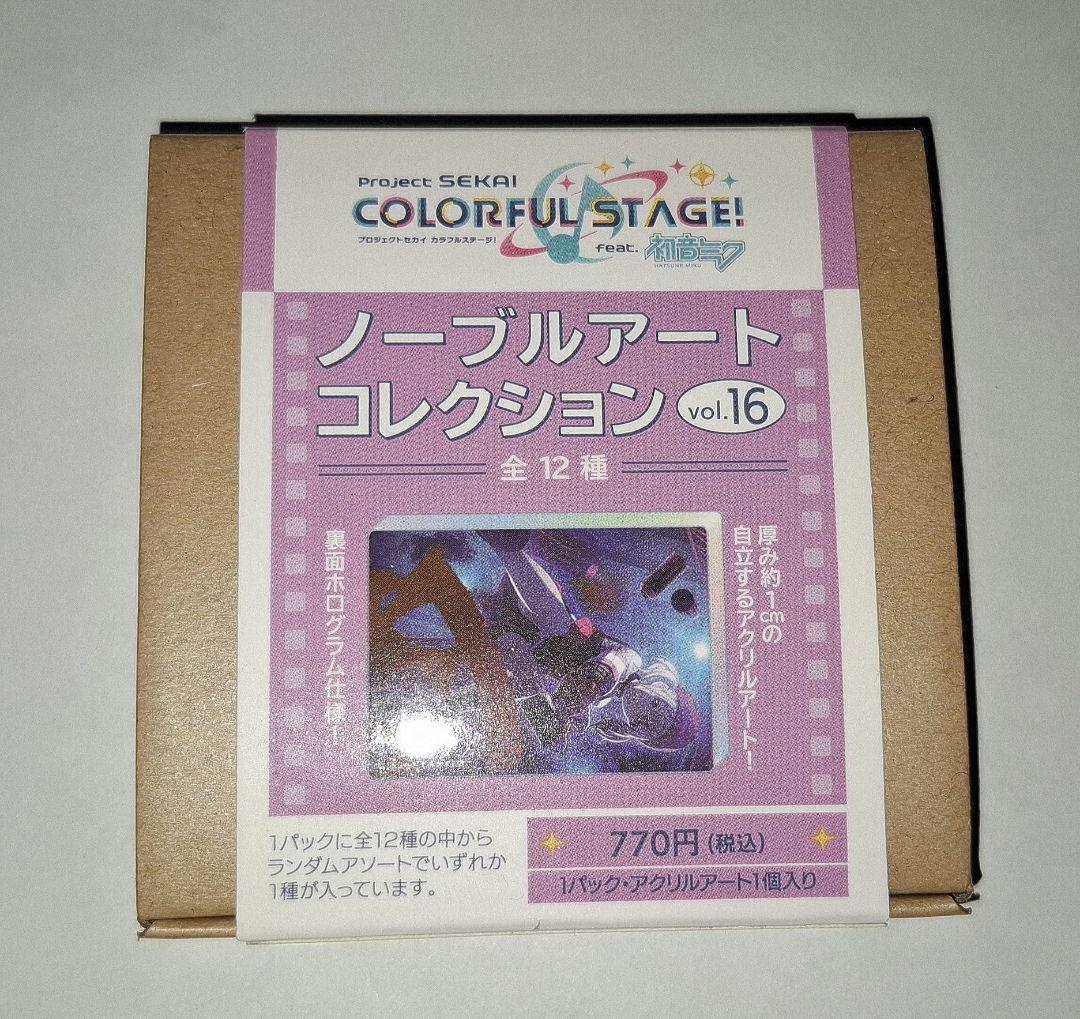 Project SEKAI
COLORFUL STAGE!
プロジェクトセカイ カラフルステージ!
feat. 初音ミク
HATSUNE MIKU
ノーブルアート
コレクション vol.16
全12種
厚み約1cmの
自立するアクリルアート!
裏面ホログラム仕様!
1パックに全12種の中から
ランダムアソートでいずれか
1種が入っています。
770円(税込)
1パック・アクリルアート1個入り